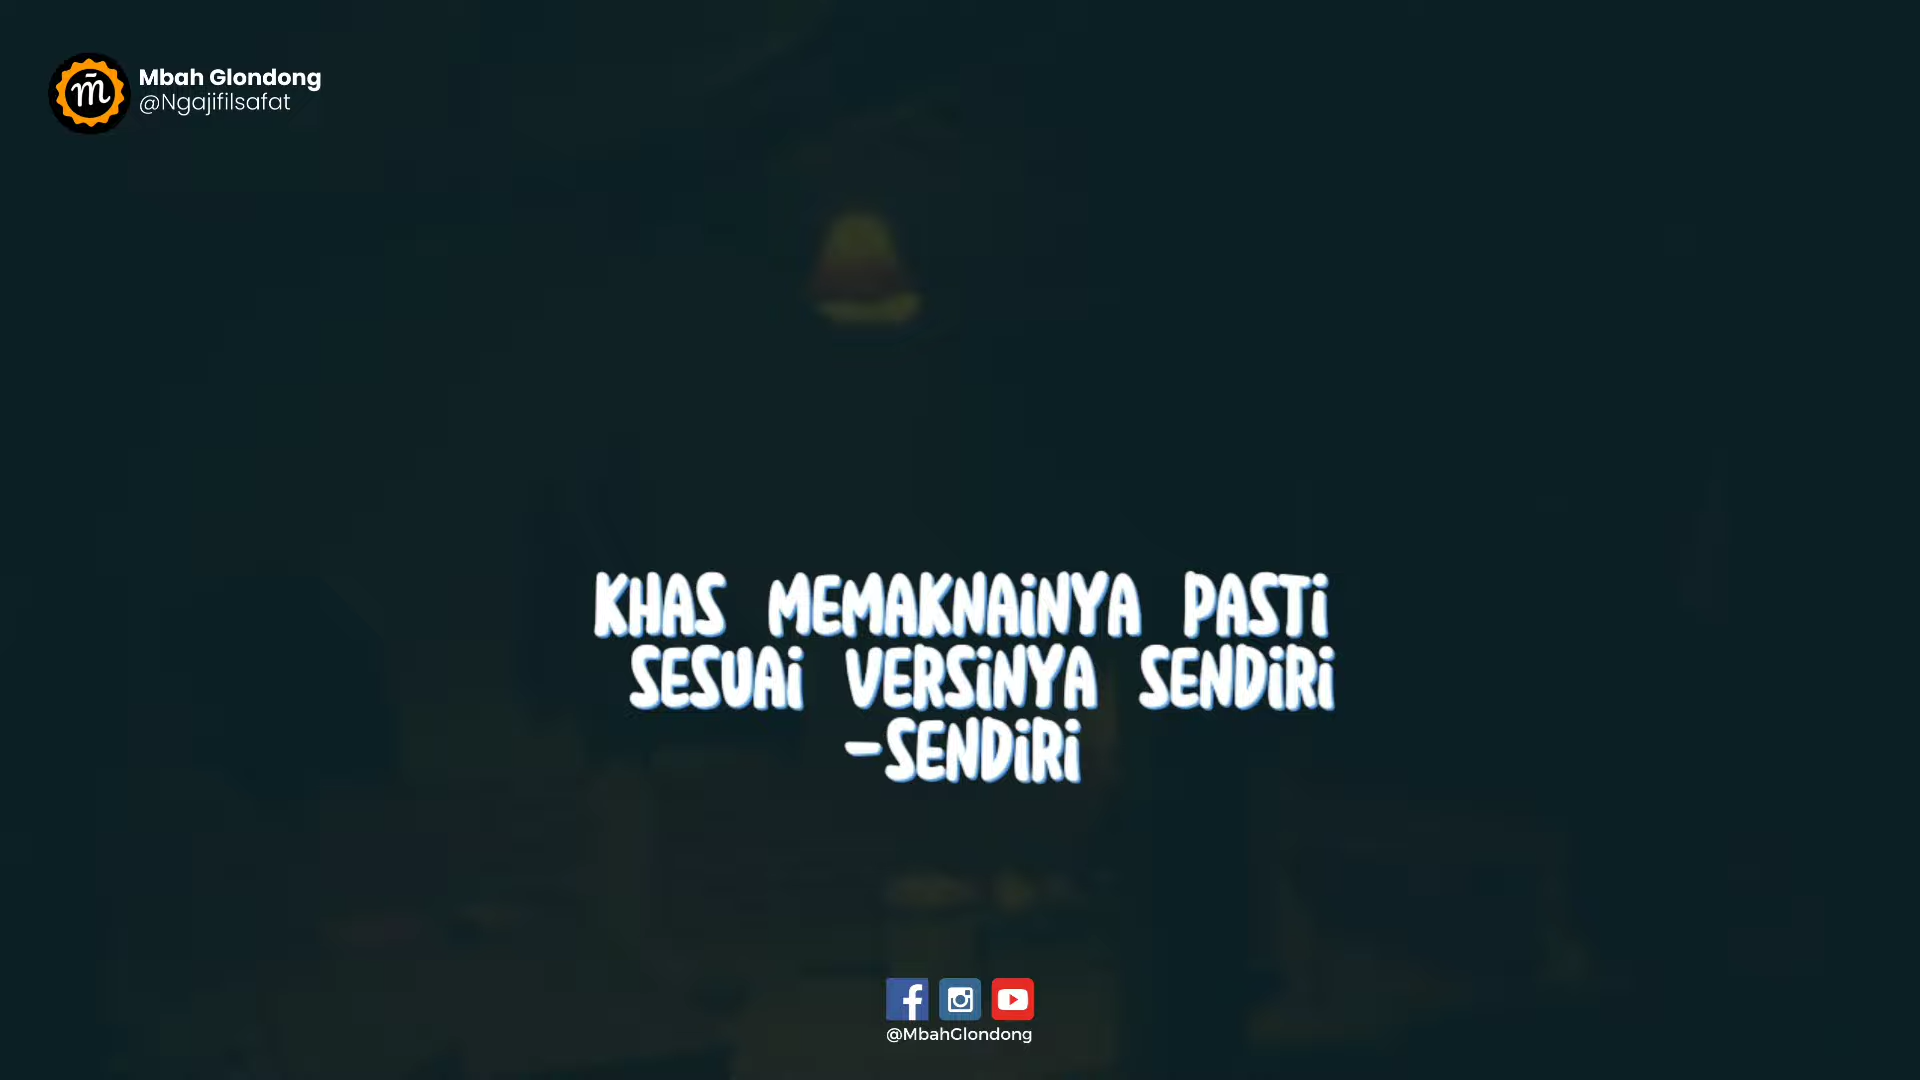 Mbah Glondong
@Ngajifilsafat
KHAS MEMAKNAiNYA PASTi
SESUAi VERSiNYA SENDiRi
-SENDiRi
@MbahGlondong